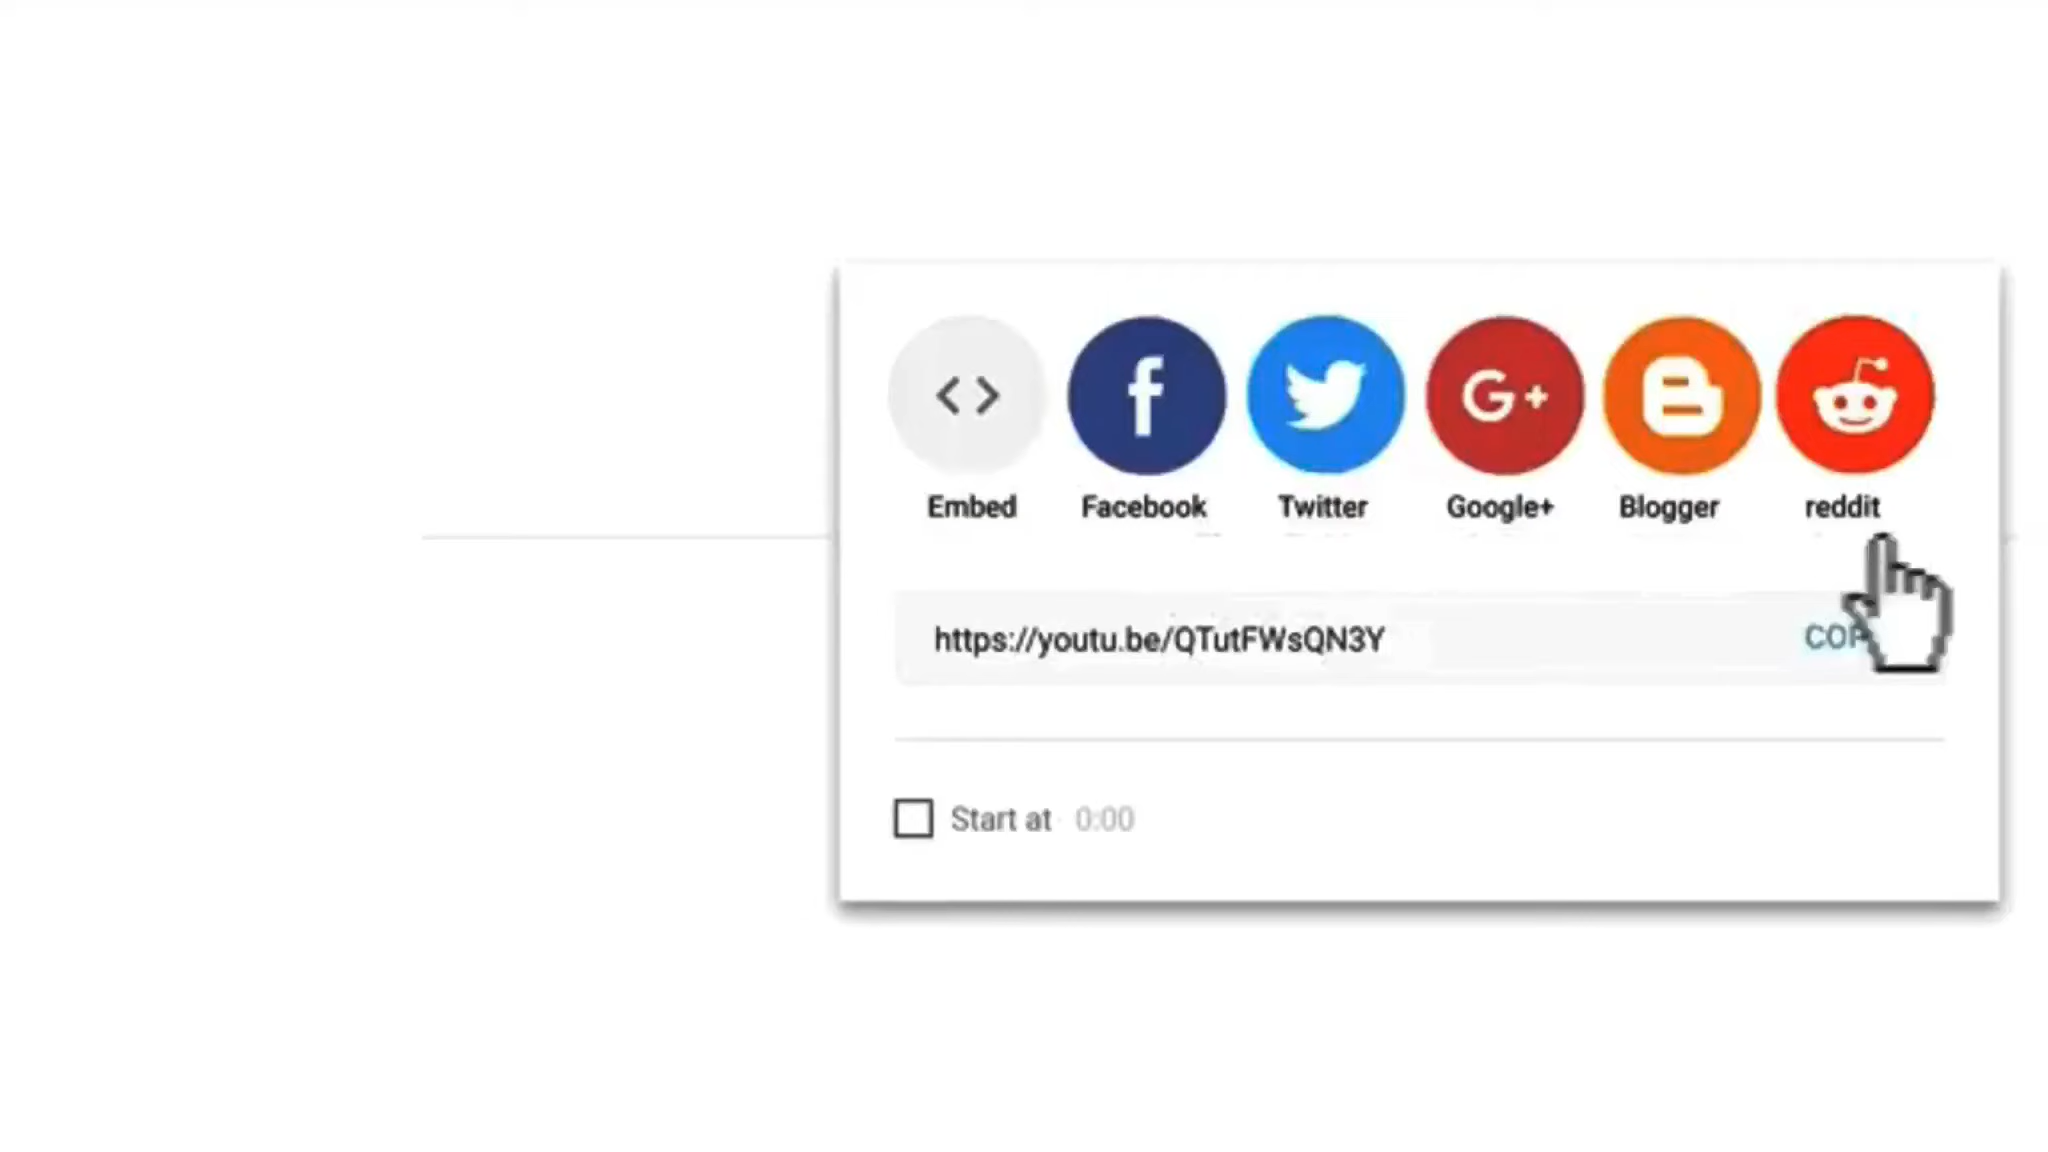 Embed Facebook Twitter Google+ Blogger reddit
https://youtu.be/QTutFWsQN3Y
Start at 0:00